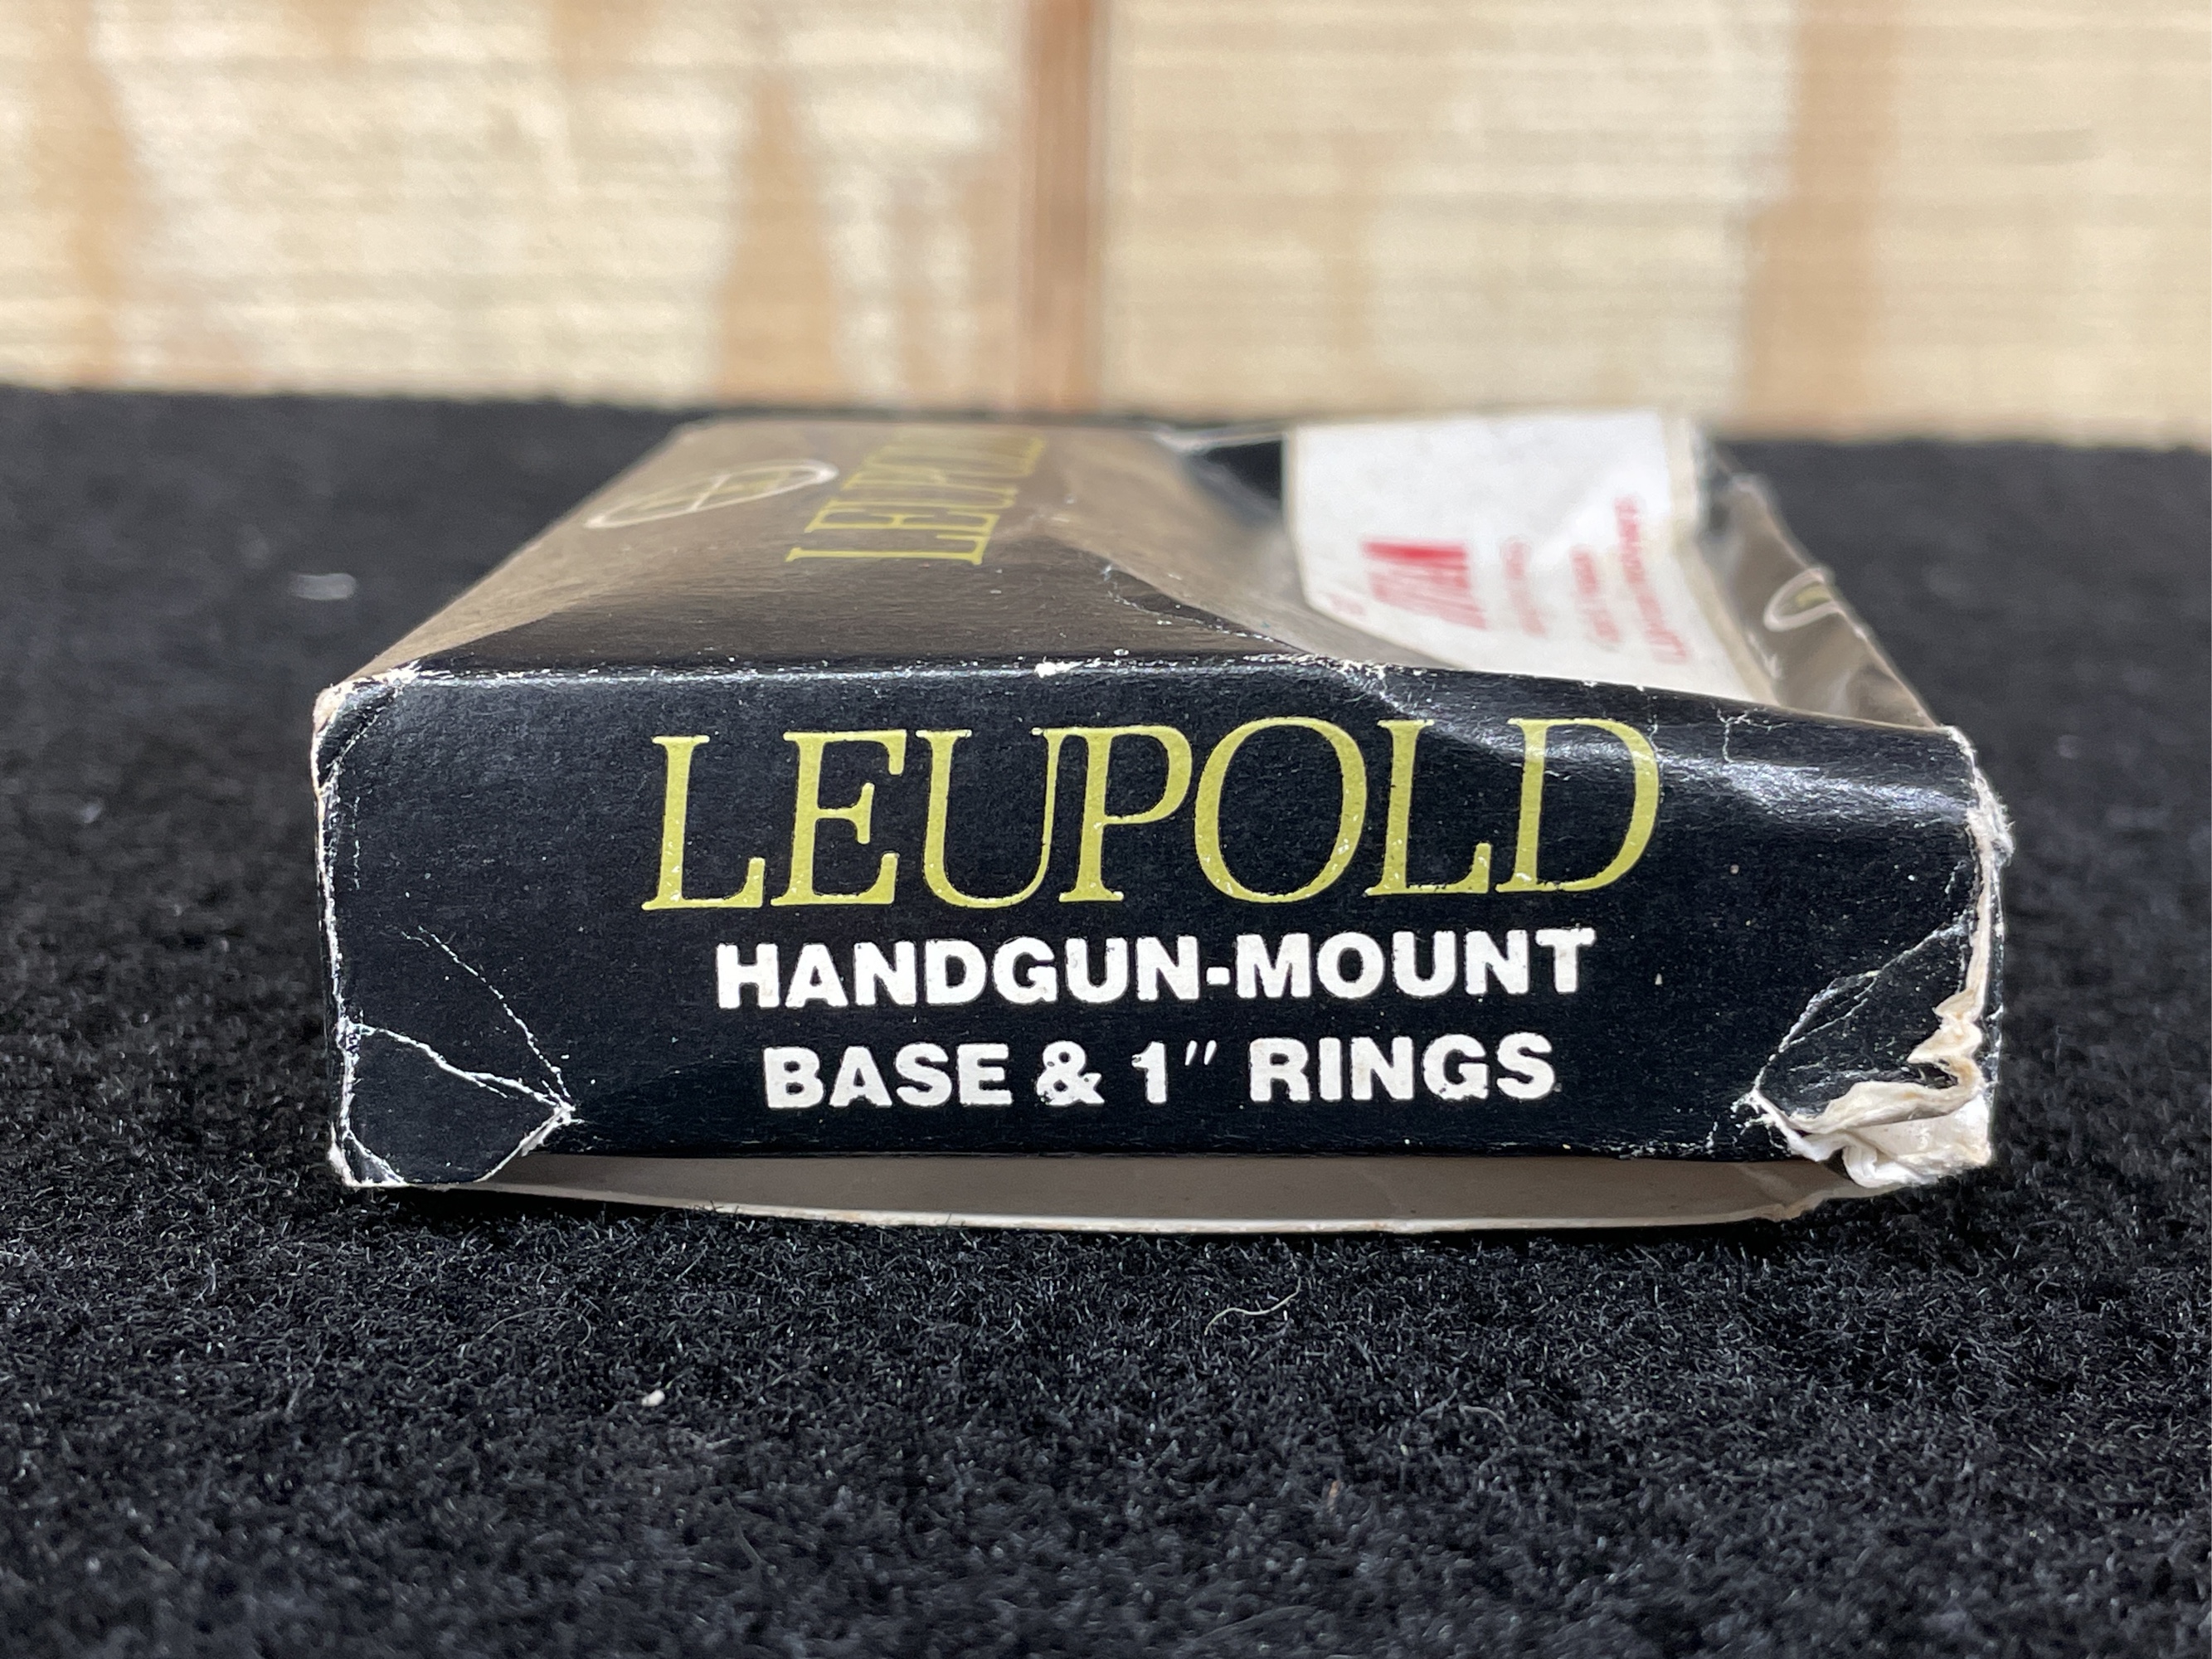 LEUPOLD
LEUPOLD
HANDGUN-MOUNT
BASE & 1" RINGS